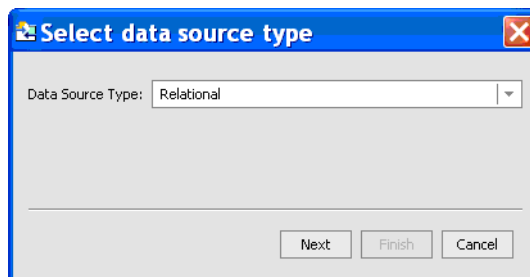 Select data source type
Data Source Type: Relational
Next Finish Cancel